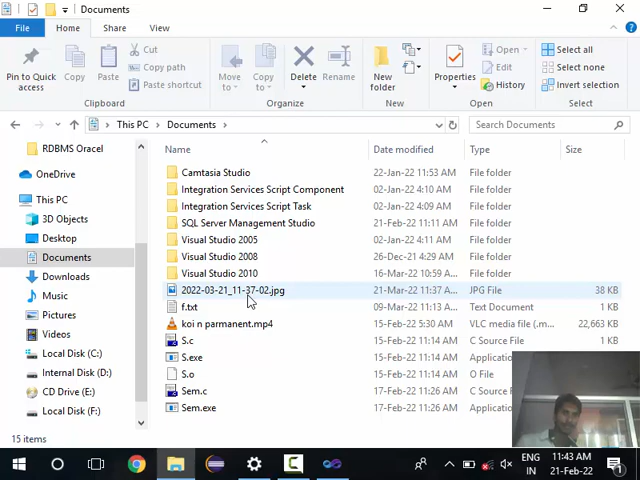 Documents
File
Home
Share
View
Pin to Quick access
Copy
Paste
Cut
Copy path
Paste shortcut
Clipboard
Move to
Copy to
Delete
Rename
Organize
New folder
New
Properties
Open
Edit
History
Open
Select all
Select none
Invert selection
Select
This PC > Documents >
Search Documents
Name
Date modified
Type
Size
RDBMS Oracel
OneDrive
This PC
3D Objects
Desktop
Documents
Downloads
Music
Pictures
Videos
Local Disk (C:)
Internal Disk (D:)
CD Drive (E:)
Local Disk (F:)
Camtasia Studio 22-Jan-22 11:53 AM File folder
Integration Services Script Component 02-Jan-22 4:10 AM File folder
Integration Services Script Task 02-Jan-22 4:09 AM File folder
SQL Server Management Studio 21-Feb-22 11:11 AM File folder
Visual Studio 2005 02-Jan-22 4:11 AM File folder
Visual Studio 2008 26-Dec-21 4:29 AM File folder
Visual Studio 2010 16-Mar-22 10:59 AM File folder
2022-03-21_11-37-02.jpg 21-Mar-22 11:37 AM JPG File 38 KB
f.txt 09-Mar-22 11:13 AM Text Document 1 KB
koi n parmanent.mp4 15-Feb-22 5:30 AM VLC media file (.m... 22,663 KB
S.c 15-Feb-22 11:14 AM C Source File 1 KB
S.exe 15-Feb-22 11:14 AM
S.o 15-Feb-22 11:14 AM O File
Sem.c 17-Feb-22 11:26 AM C Source
Sem.exe 17-Feb-22 11:26 AM
15 items
ENG
IN
11:43 AM
21-Feb-22
1